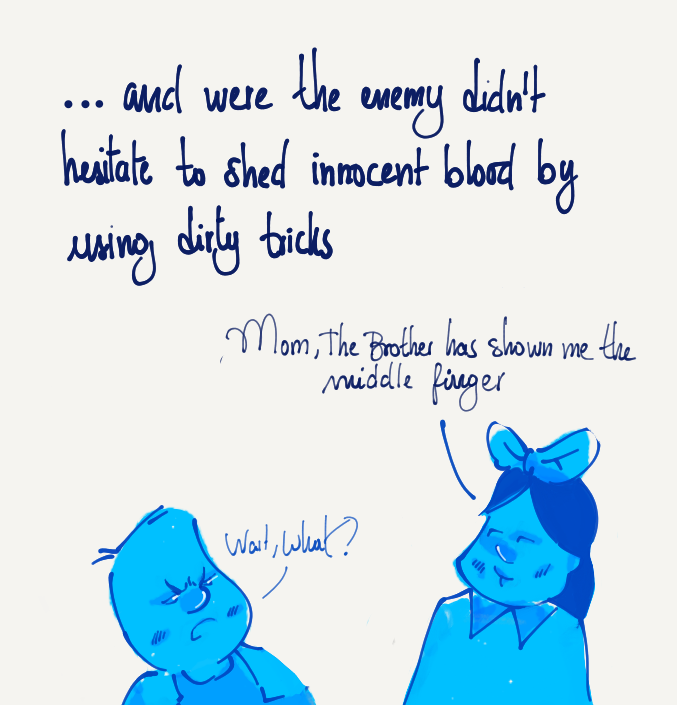 ... and were the enemy didn't
hesitate to shed innocent blood by
using dirty tricks
Mom, The Brother has shown me the
middle finger
Wait, what?